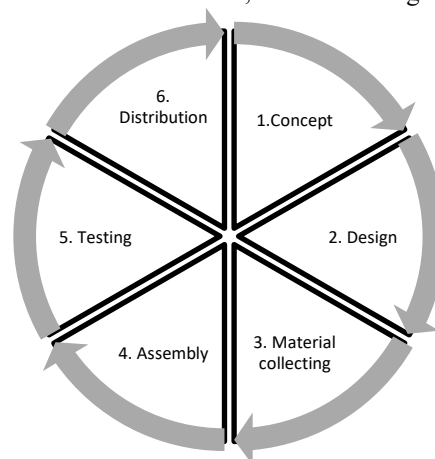 1.Concept
2. Design
3. Material
collecting
4. Assembly
5. Testing
6.
Distribution